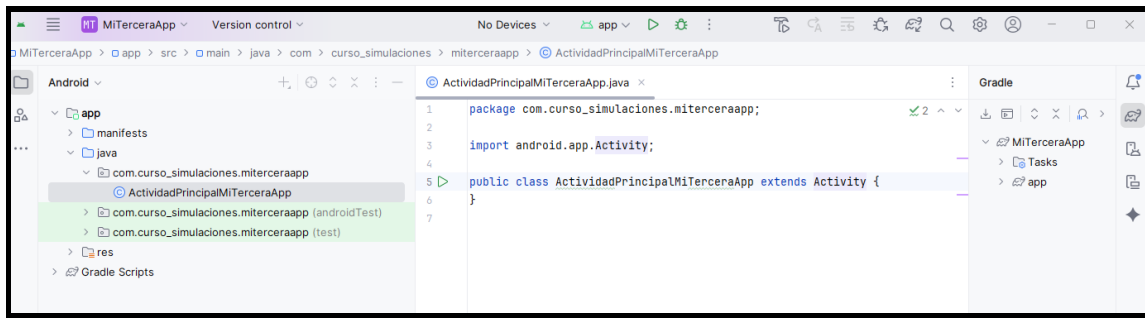 MT MiTerceraApp Version control No Devices app
MiTerceraApp > app > src > main > java > com > curso_simulaciones > miterceraapp > ActividadPrincipalMiTerceraApp
Android
app
manifests
java
com.curso_simulaciones.miterceraapp
ActividadPrincipalMiTerceraApp
com.curso_simulaciones.miterceraapp (androidTest)
com.curso_simulaciones.miterceraapp (test)
res
Gradle Scripts
ActividadPrincipalMiTerceraApp.java
1 package com.curso_simulaciones.miterceraapp;
2
3 import android.app.Activity;
4
5 public class ActividadPrincipalMiTerceraApp extends Activity {
6 }
7
2
Gradle
MiTerceraApp
Tasks
app